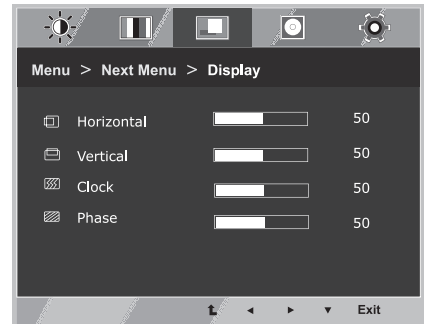 Menu > Next Menu > Display
Horizontal 50
Vertical 50
Clock 50
Phase 50
Exit